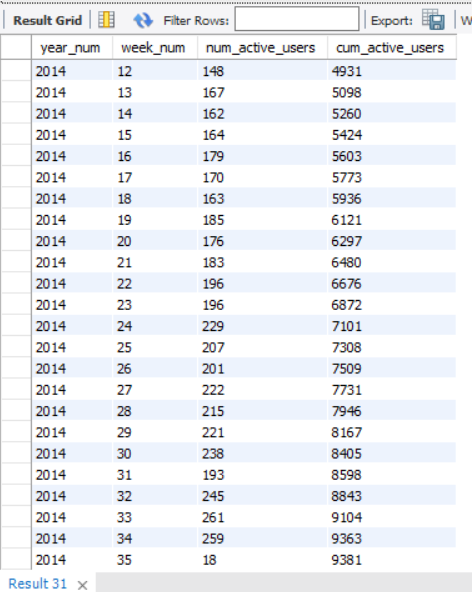 Result Grid Filter Rows: Export: W
year_num week_num num_active_users cum_active_users
2014 12 148 4931
2014 13 167 5098
2014 14 162 5260
2014 15 164 5424
2014 16 179 5603
2014 17 170 5773
2014 18 163 5936
2014 19 185 6121
2014 20 176 6297
2014 21 183 6480
2014 22 196 6676
2014 23 196 6872
2014 24 229 7101
2014 25 207 7308
2014 26 201 7509
2014 27 222 7731
2014 28 215 7946
2014 29 221 8167
2014 30 238 8405
2014 31 193 8598
2014 32 245 8843
2014 33 261 9104
2014 34 259 9363
2014 35 18 9381
Result 31